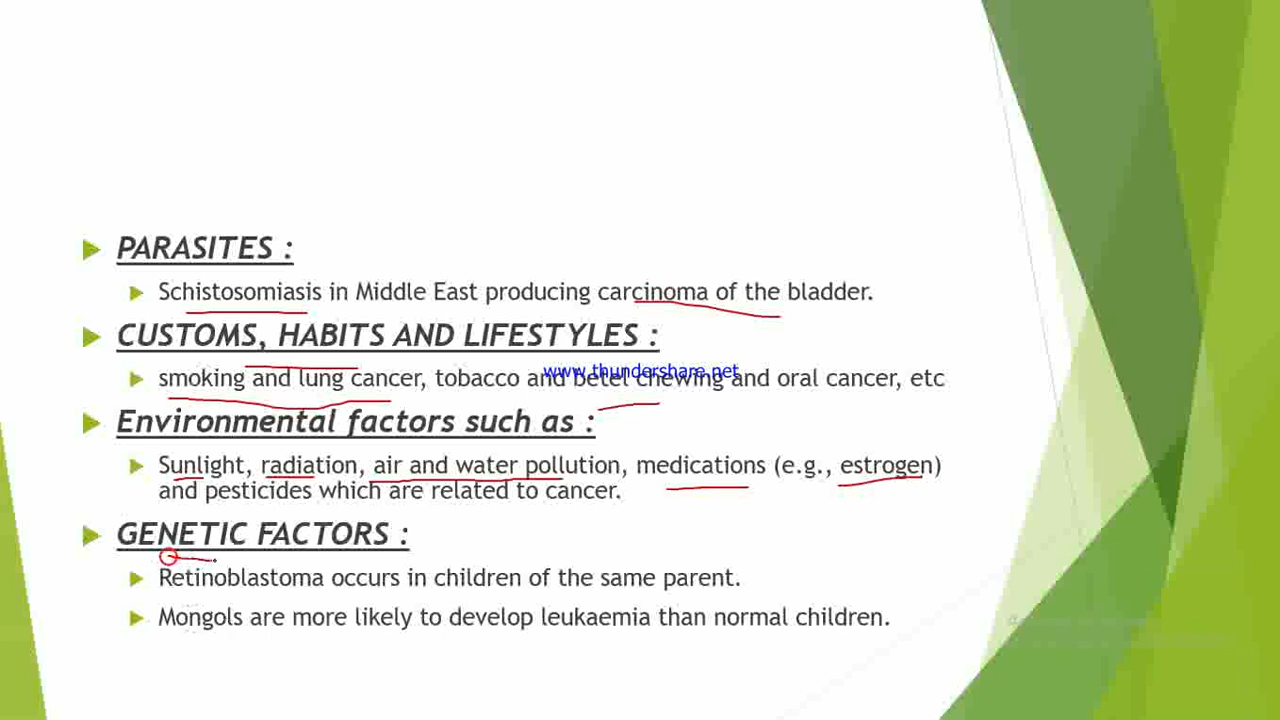 PARASITES :
Schistosomiasis in Middle East producing carcinoma of the bladder.
CUSTOMS, HABITS AND LIFESTYLES :
www.thundershare.net
smoking and lung cancer, tobacco and betel chewing and oral cancer, etc
Environmental factors such as :
Sunlight, radiation, air and water pollution, medications (e.g., estrogen)
and pesticides which are related to cancer.
GENETIC FACTORS :
Retinoblastoma occurs in children of the same parent.
Mongols are more likely to develop leukaemia than normal children.